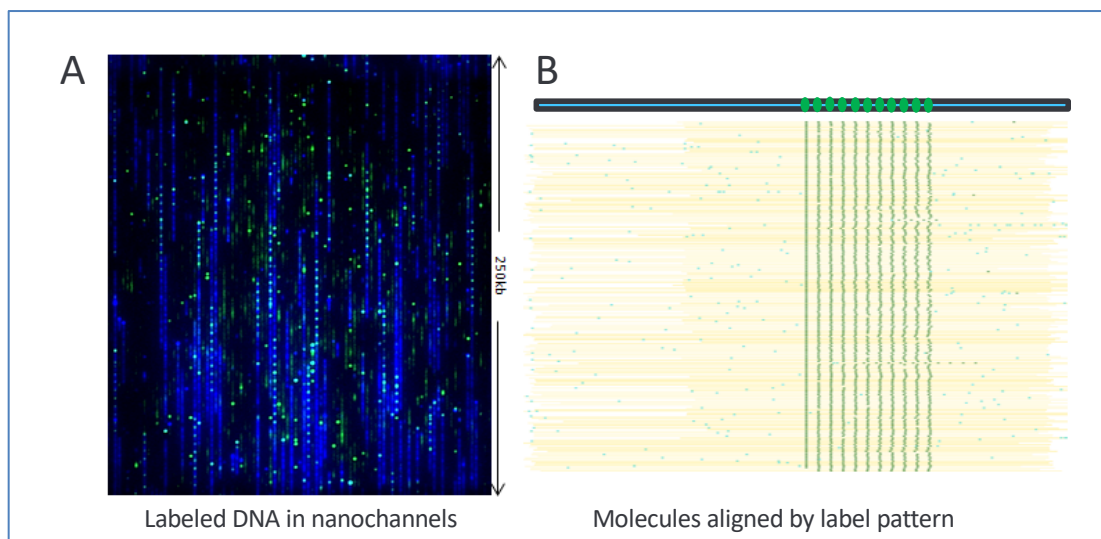 A
B
250kb
Labeled DNA in nanochannels
Molecules aligned by label pattern